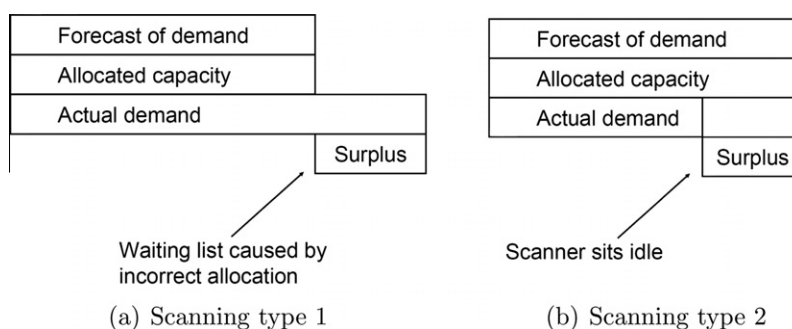 Forecast of demand
Allocated capacity
Actual demand
Surplus
Waiting list caused by
incorrect allocation
(a) Scanning type 1
Forecast of demand
Allocated capacity
Actual demand
Surplus
Scanner sits idle
(b) Scanning type 2